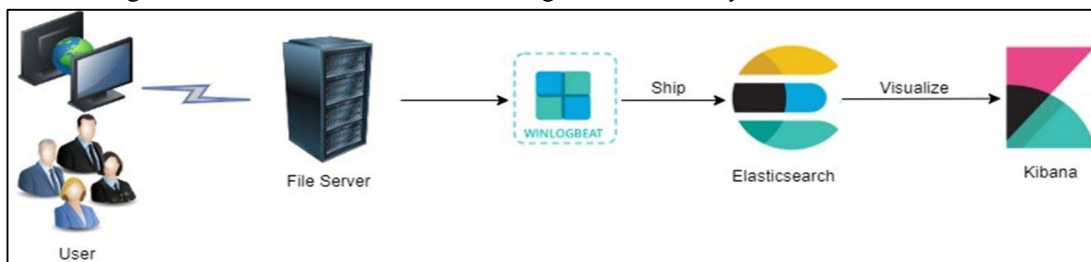 Ship
Visualize
WINLOGBEAT
File Server
Elasticsearch
Kibana
User